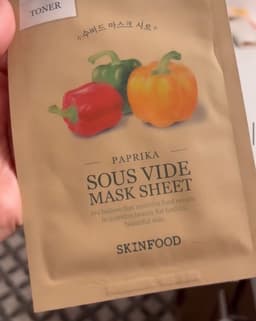 TONER
수비드 마스크 시트
PAPRIKA
SOUS VIDE
MASK SHEET
SKINFOOD